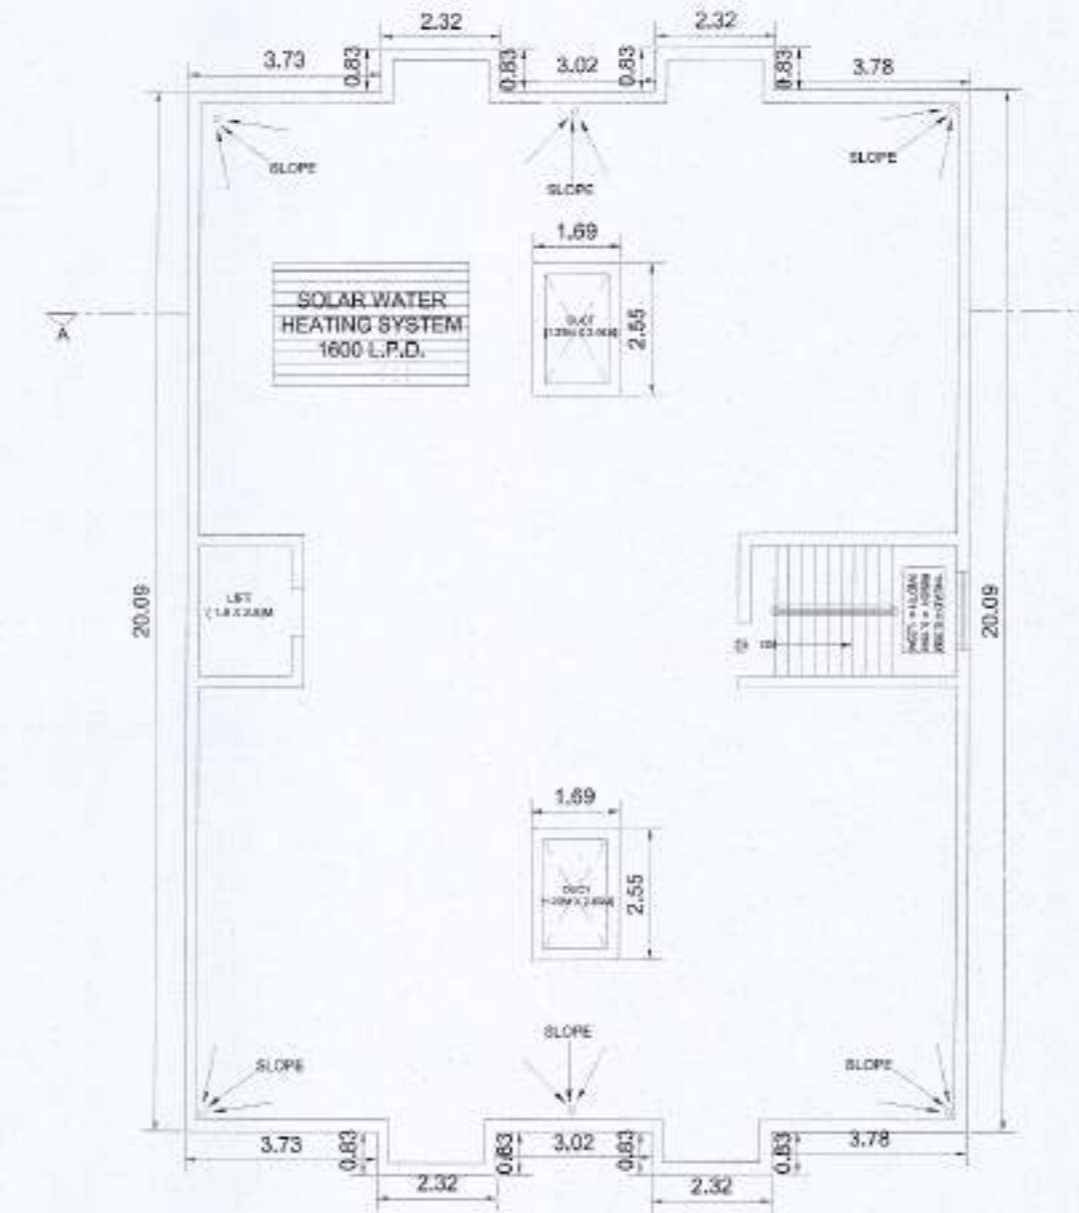 2.32
2.32
3.73
0.83
0.83
3.02
0.83
0.83
3.78
SLOPE
SLOPE
SLOPE
1.69
SOLAR WATER
HEATING SYSTEM
1600 L.P.D.
DUCT
2.55
A
20.09
LIFT
20.09
1.69
DUCT
2.55
SLOPE
SLOPE
SLOPE
3.73
0.83
0.83
3.02
0.83
0.83
3.78
2.32
2.32